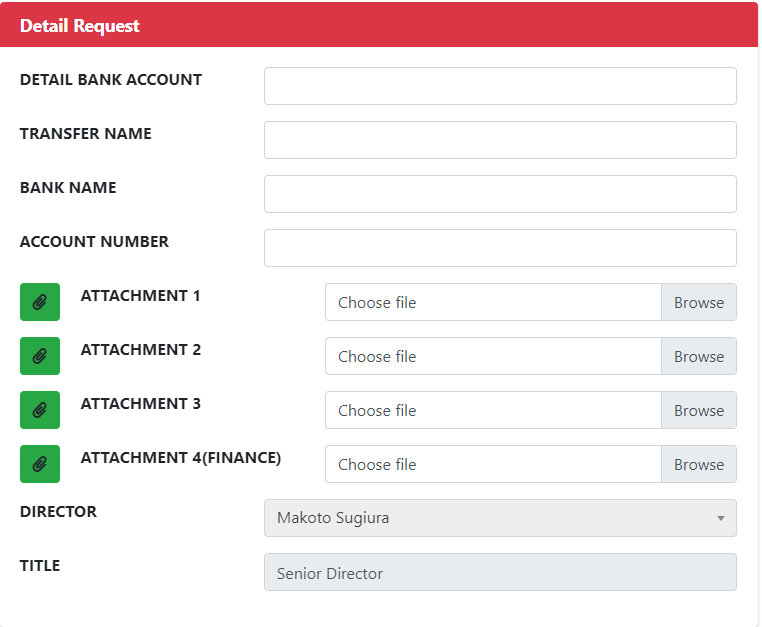 Detail Request
DETAIL BANK ACCOUNT
TRANSFER NAME
BANK NAME
ACCOUNT NUMBER
ATTACHMENT 1 Choose file Browse
ATTACHMENT 2 Choose file Browse
ATTACHMENT 3 Choose file Browse
ATTACHMENT 4(FINANCE) Choose file Browse
DIRECTOR Makoto Sugiura
TITLE Senior Director